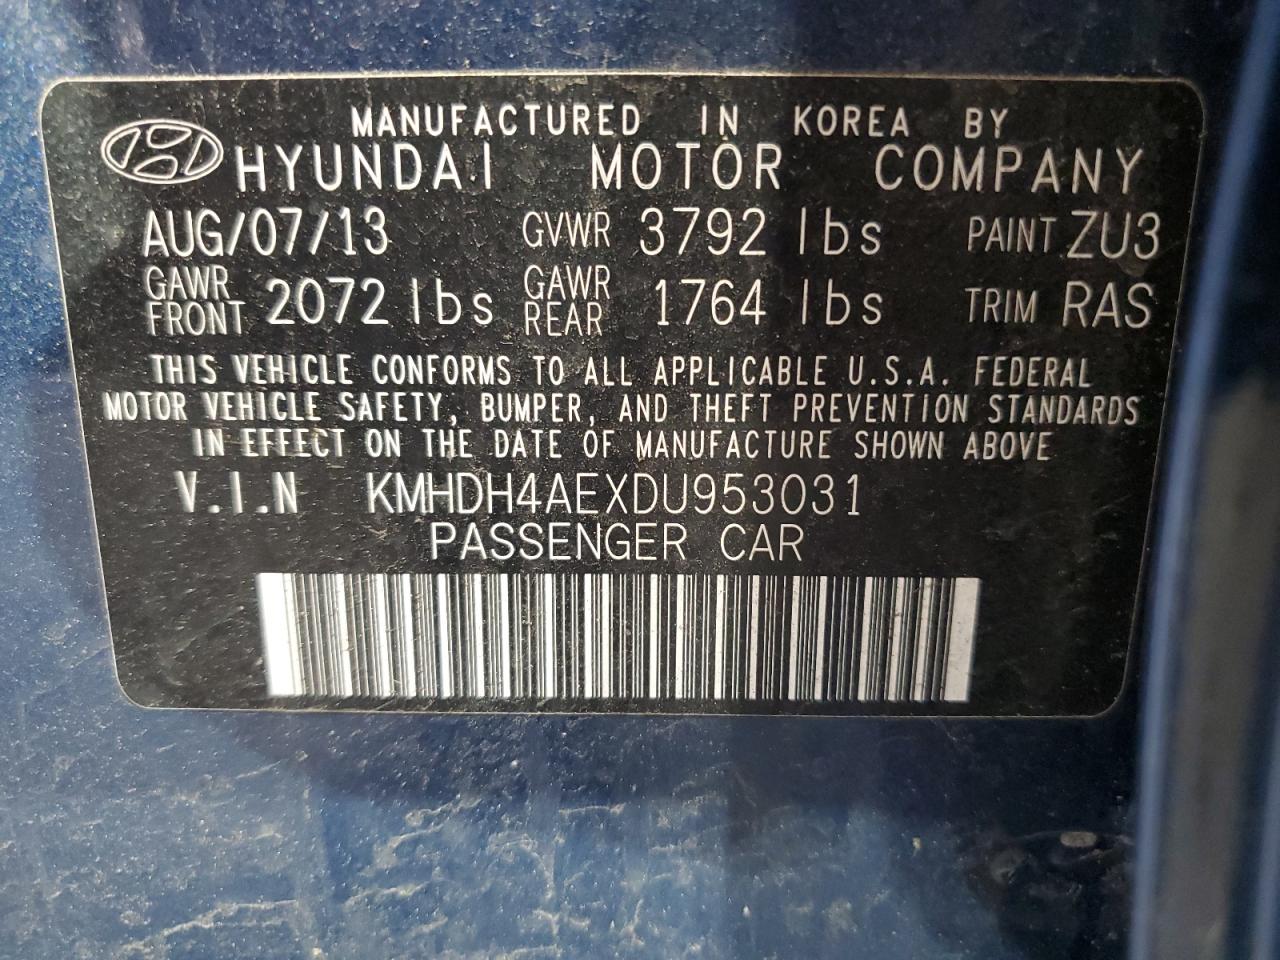 MANUFACTURED IN KOREA BY
HYUNDAI MOTOR COMPANY
AUG/07/13 GVWR 3792 lbs PAINT ZU3
GAWR FRONT 2072 lbs GAWR REAR 1764 lbs TRIM RAS
THIS VEHICLE CONFORMS TO ALL APPLICABLE U.S.A. FEDERAL
MOTOR VEHICLE SAFETY, BUMPER, AND THEFT PREVENTION STANDARDS
IN EFFECT ON THE DATE OF MANUFACTURE SHOWN ABOVE
V.I.N KMHDH4AEXDU953031
PASSENGER CAR